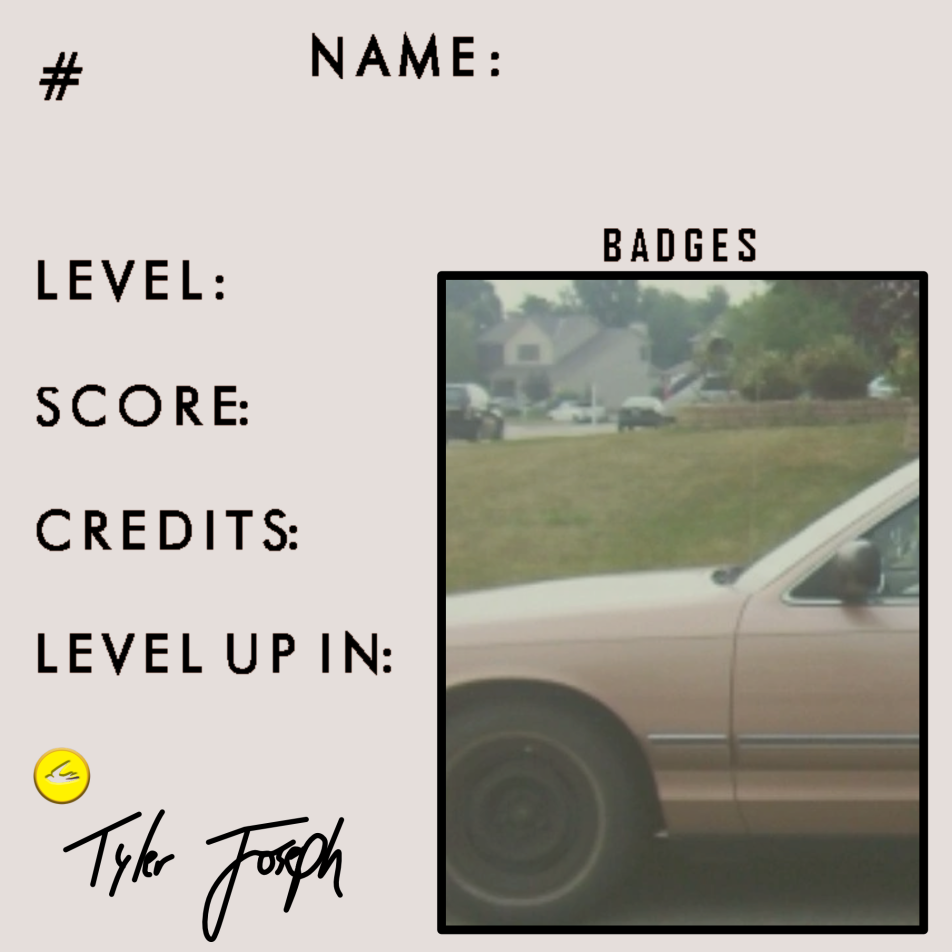 #
NAME:
BADGES
LEVEL:
SCORE:
CREDITS:
LEVEL UP IN:
Tyler Joseph